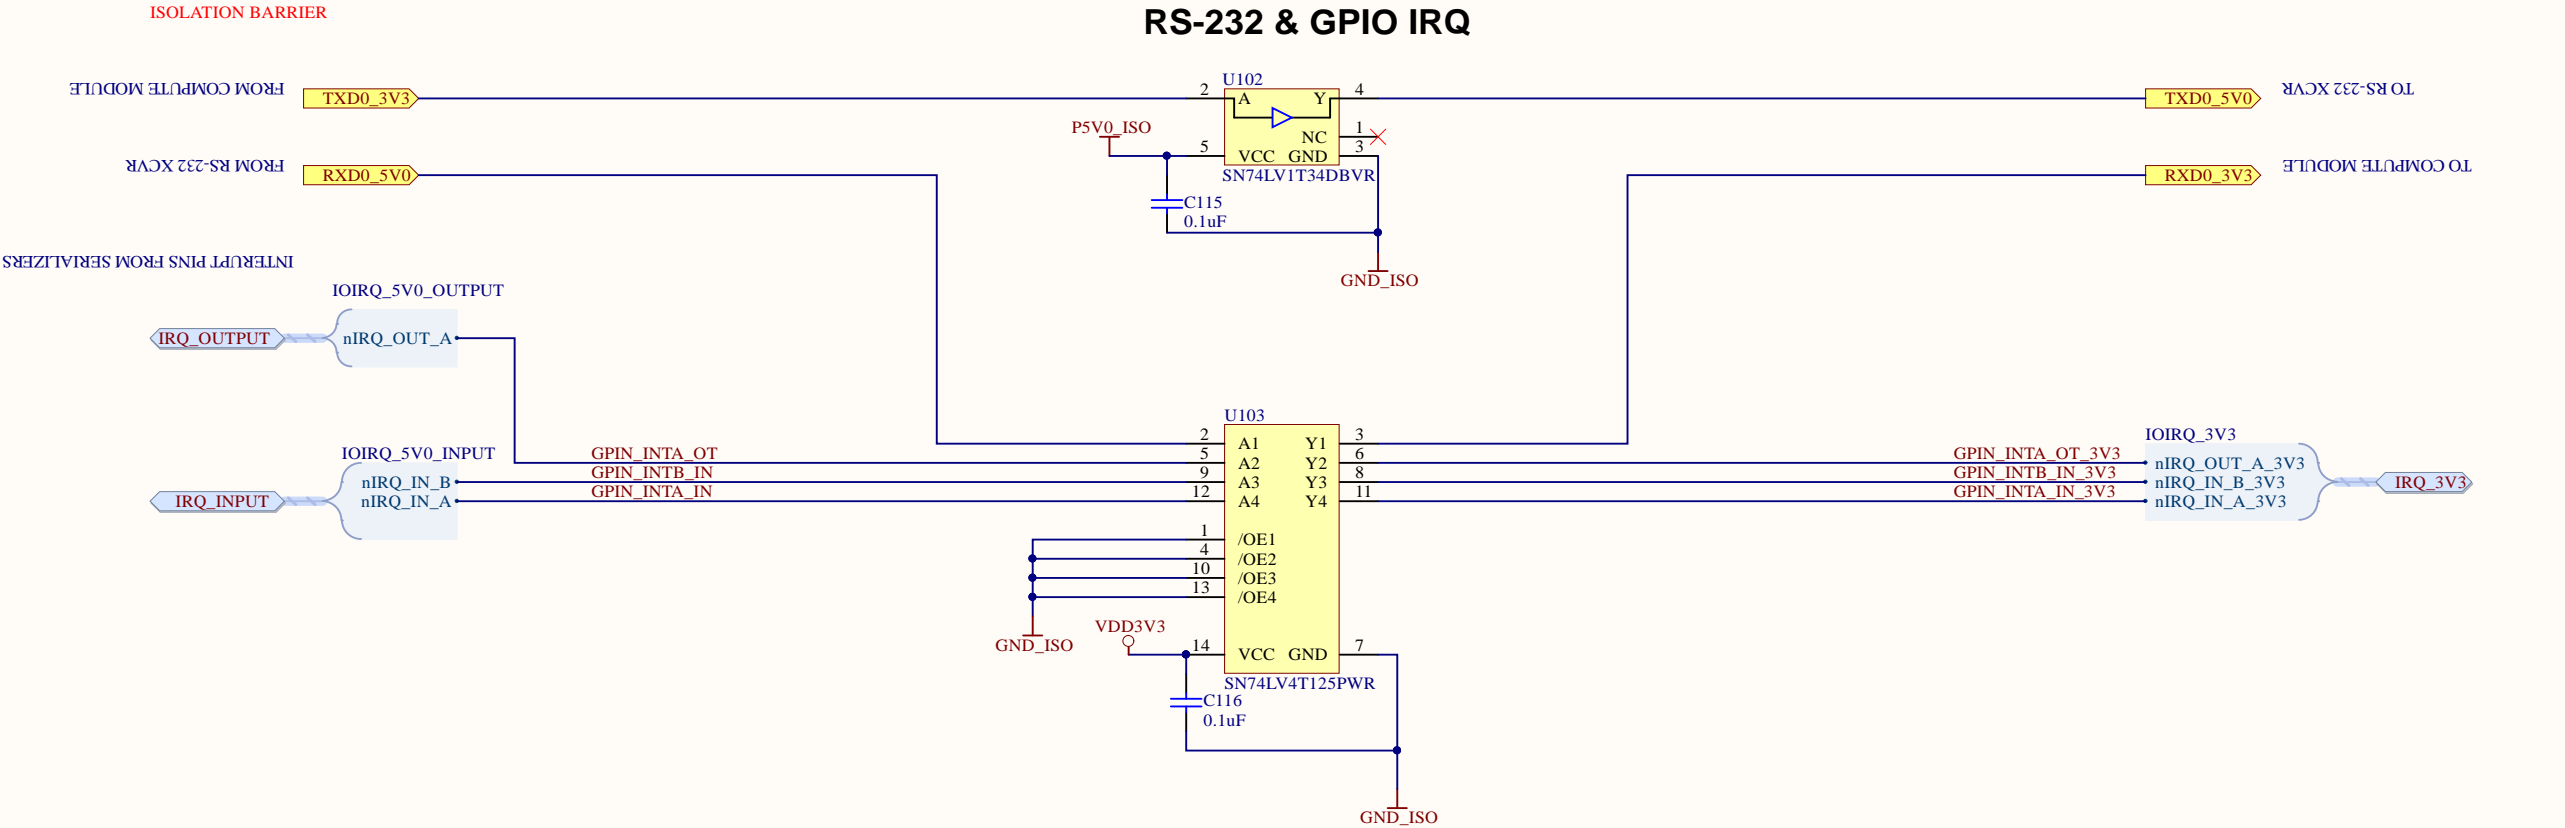 ISOLATION BARRIER
RS-232 & GPIO IRQ
FROM COMPUTE MODULE
TXD0_3V3
U102
2
A
Y
4
TXD0_5V0
TO RS-232 XCVR
P5V0_ISO
NC
1
5
VCC
GND
3
SN74LV1T34DBVR
FROM RS-232 XCVR
RXD0_5V0
RXD0_3V3
TO COMPUTE MODULE
C115
0.1uF
GND_ISO
INTERUPT PINS FROM SERIALIZERS
IOIRQ_5V0_OUTPUT
IRQ_OUTPUT
nIRQ_OUT_A
U103
2
A1
Y1
3
IOIRQ_3V3
IOIRQ_5V0_INPUT
GPIN_INTA_OT
5
A2
Y2
6
GPIN_INTA_OT_3V3
nIRQ_OUT_A_3V3
nIRQ_IN_B
GPIN_INTB_IN
9
A3
Y3
8
GPIN_INTB_IN_3V3
nIRQ_IN_B_3V3
IRQ_3V3
IRQ_INPUT
nIRQ_IN_A
GPIN_INTA_IN
12
A4
Y4
11
GPIN_INTA_IN_3V3
nIRQ_IN_A_3V3
1
/OE1
4
/OE2
10
/OE3
13
/OE4
GND_ISO
VDD3V3
14
VCC
GND
7
SN74LV4T125PWR
C116
0.1uF
GND_ISO